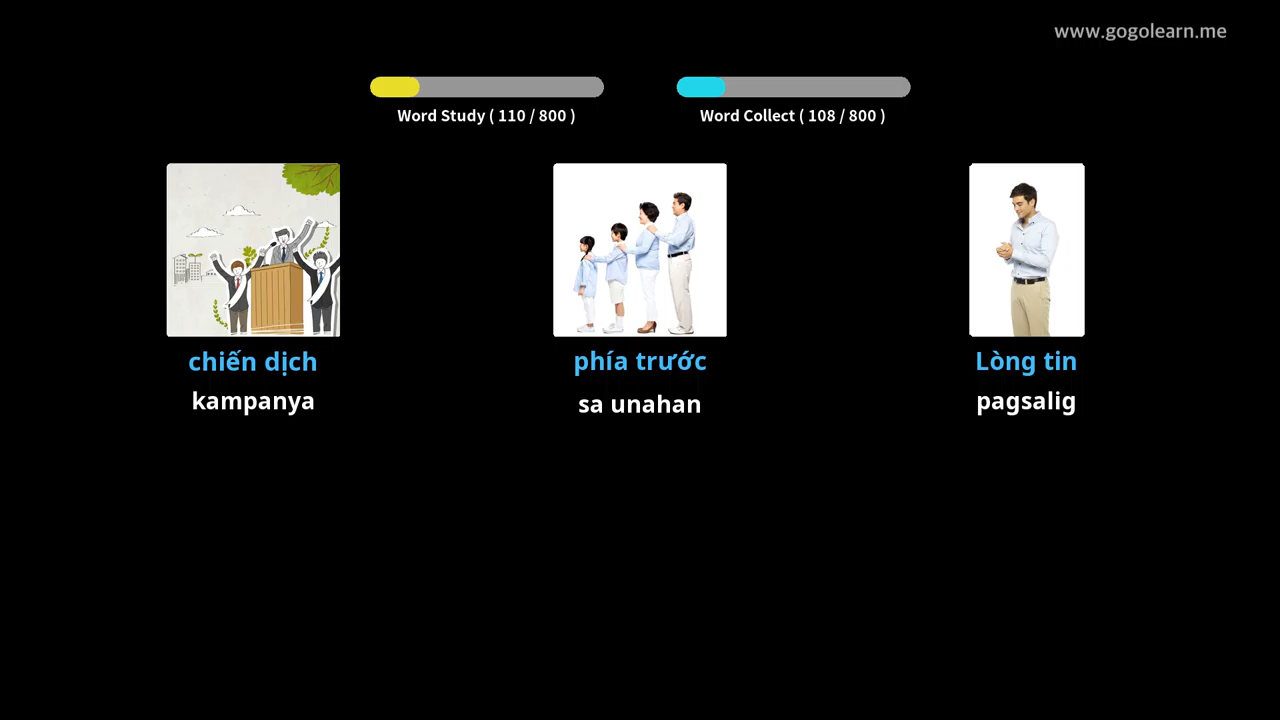 www.gogolearn.me
Word Study ( 110 / 800 )
Word Collect ( 108 / 800 )
chiến dịch
kampanya
phía trước
sa unahan
Lòng tin
pagsalig